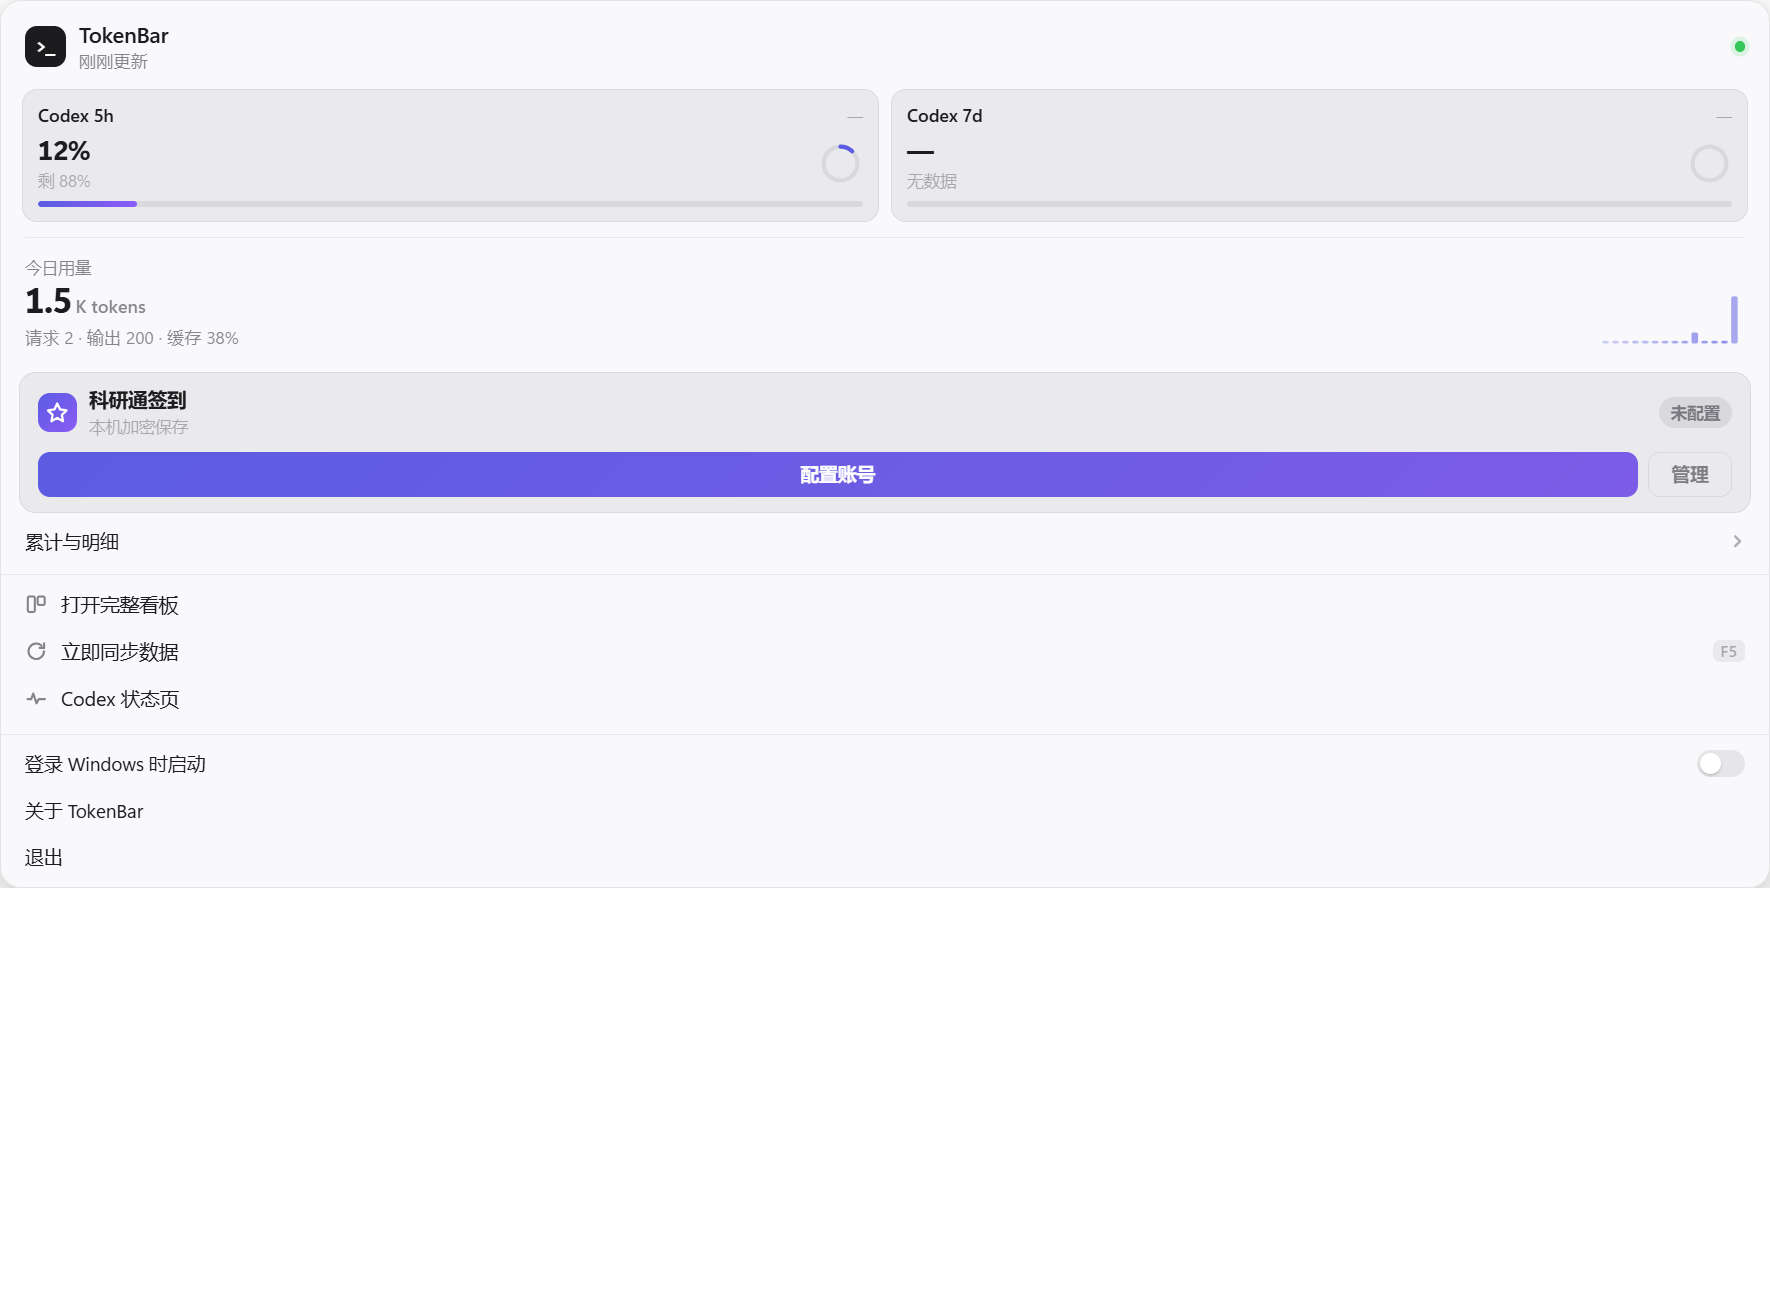 TokenBar
刚刚更新
Codex 5h
—
12%
剩 88%
Codex 7d
—
—
无数据
今日用量
1.5 K tokens
请求 2 · 输出 200 · 缓存 38%
科研通签到
本机加密保存
未配置
配置账号
管理
累计与明细
打开完整看板
立即同步数据
F5
Codex 状态页
登录 Windows 时启动
关于 TokenBar
退出